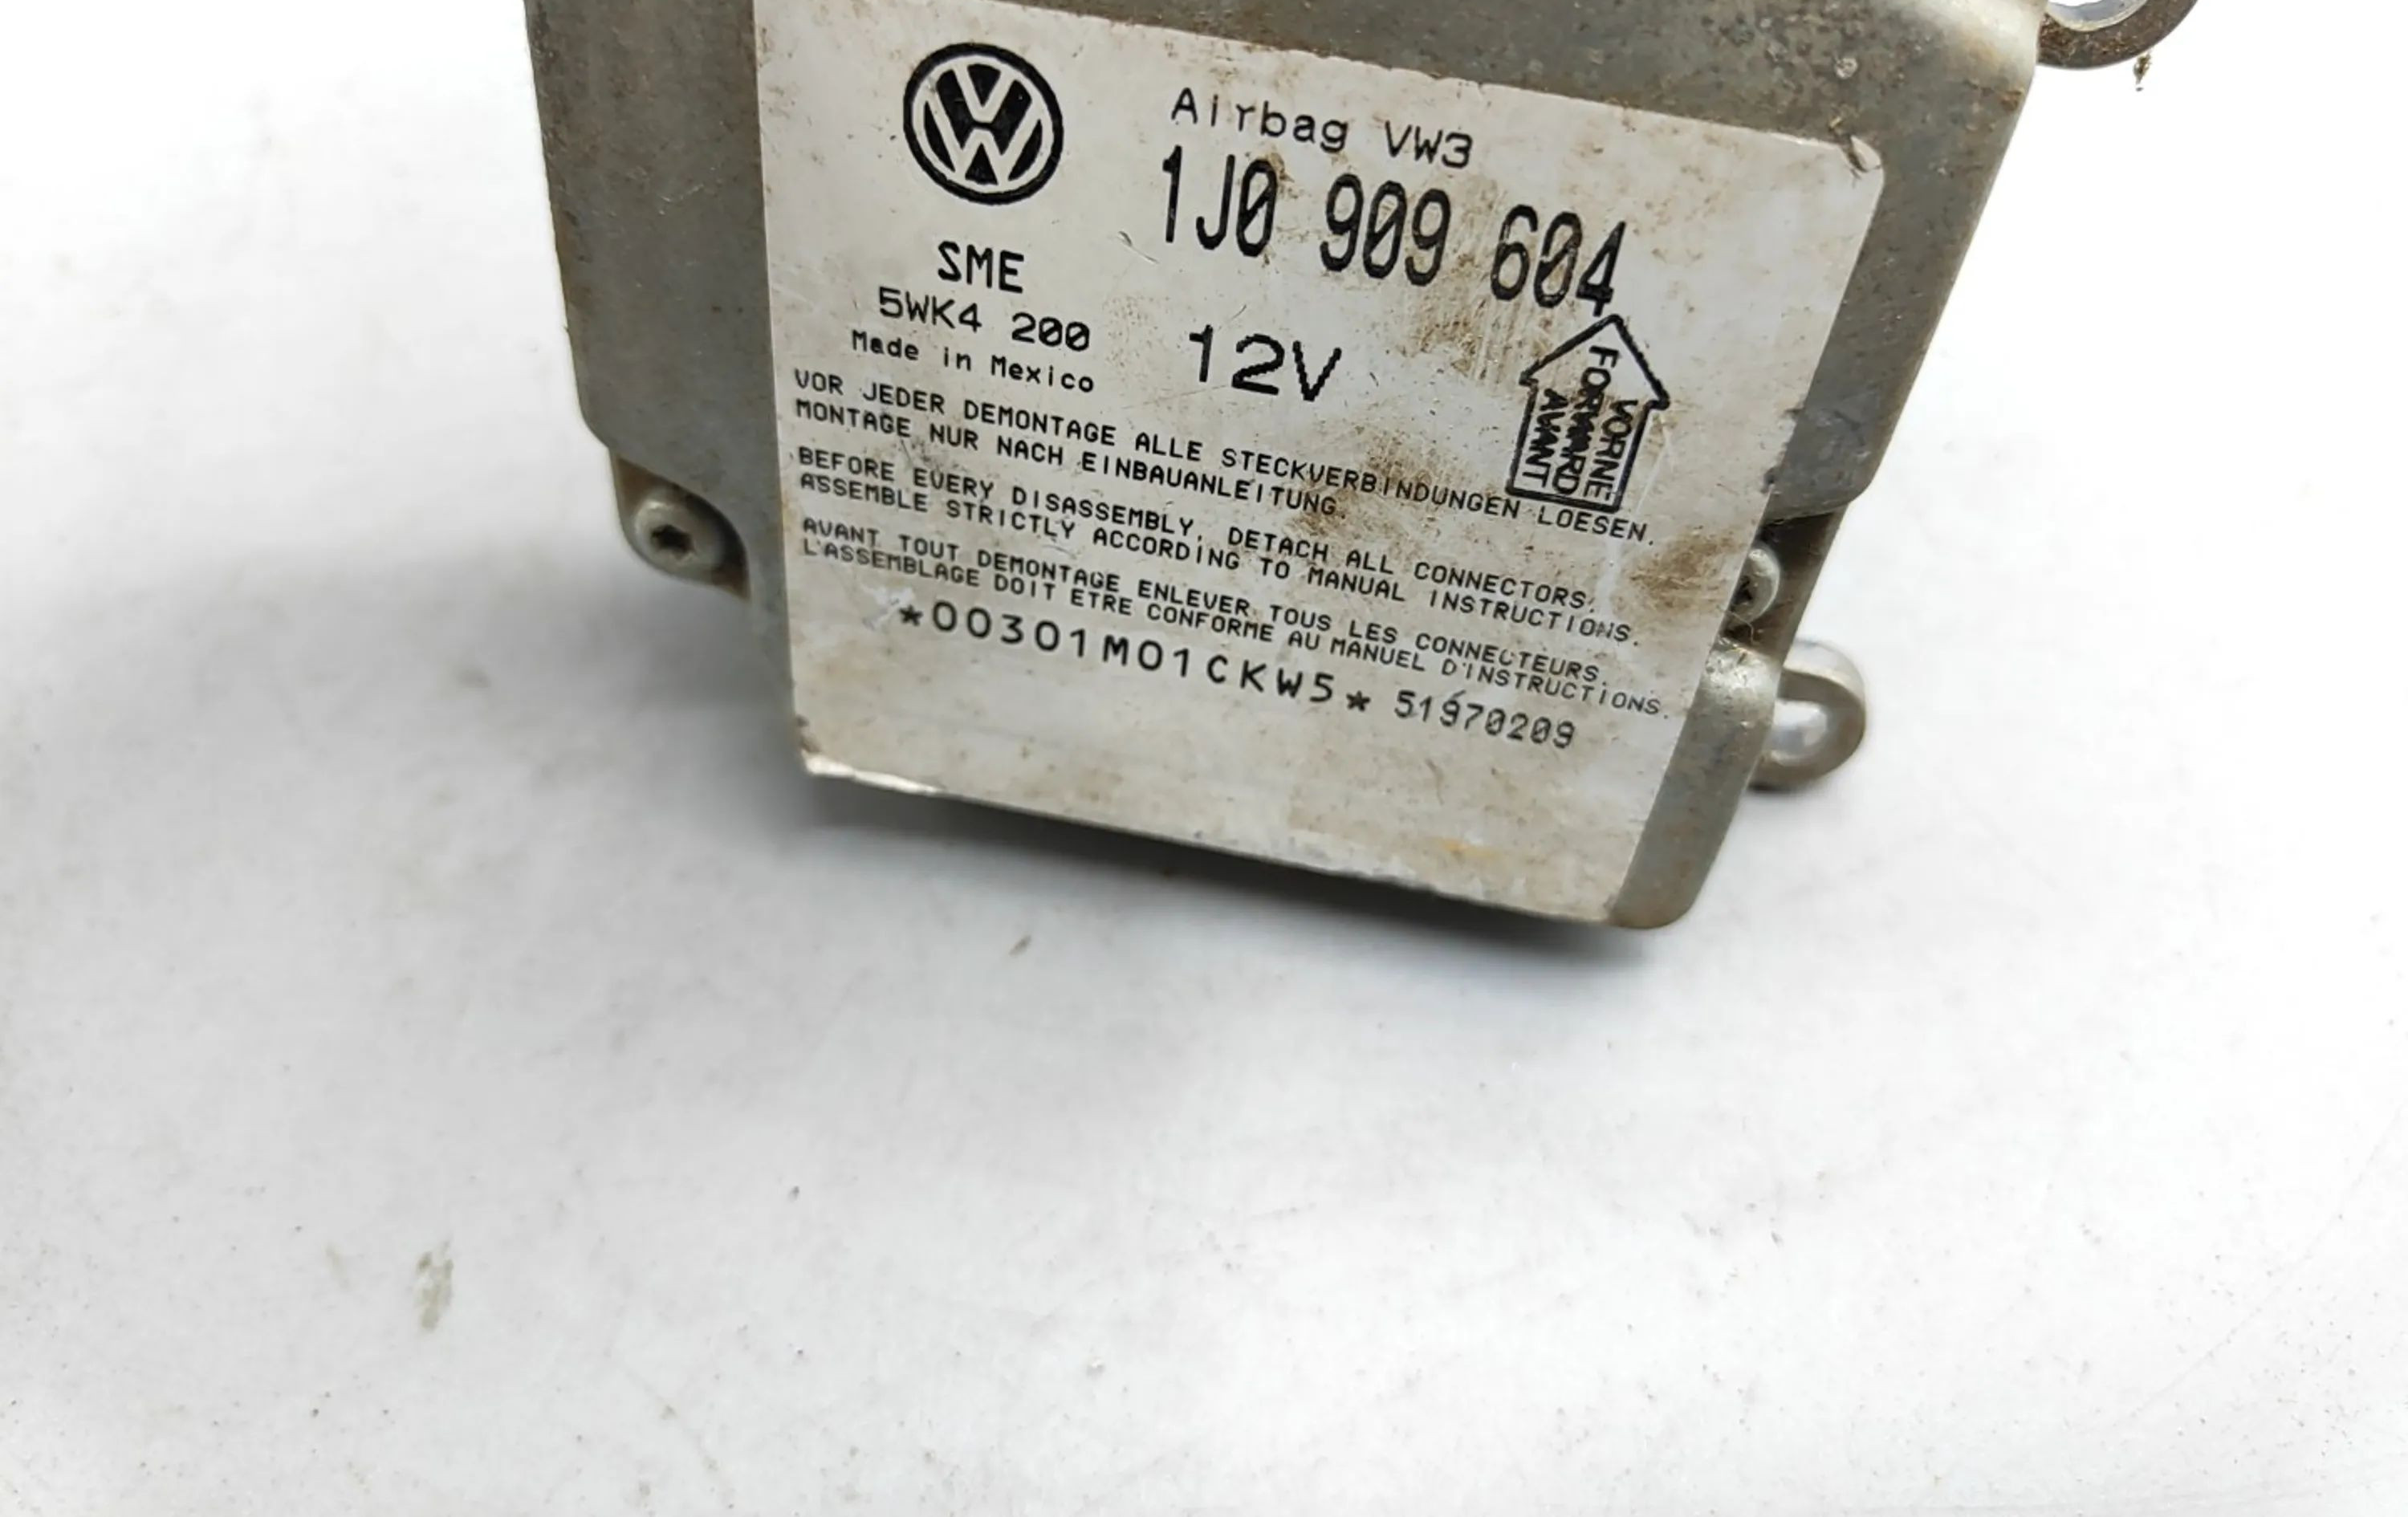 Airbag VW3
1J0 909 604
SME
5WK4 200
Made in Mexico
12V
VORNE
FORWARD
AVANT
VOR JEDER DEMONTAGE ALLE STECKVERBINDUNGEN LOESEN.
MONTAGE NUR NACH EINBAUANLEITUNG.
BEFORE EVERY DISASSEMBLY, DETACH ALL CONNECTORS.
ASSEMBLE STRICTLY ACCORDING TO MANUAL INSTRUCTIONS.
AVANT TOUT DEMONTAGE ENLEVER TOUS LES CONNECTEURS.
L'ASSEMBLAGE DOIT ETRE CONFORME AU MANUEL D'INSTRUCTIONS.
*00301M01CKW5* 51970209